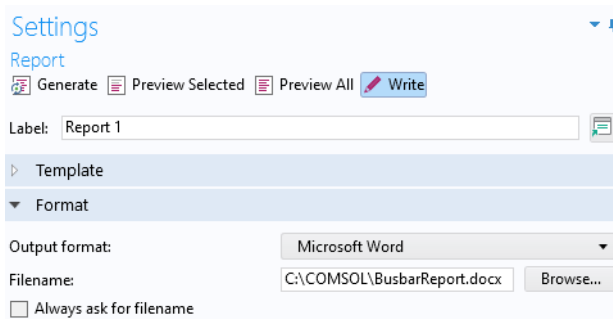 Settings
Report
Generate Preview Selected Preview All Write
Label: Report 1
Template
Format
Output format: Microsoft Word
Filename: C:\COMSOL\BusbarReport.docx Browse...
Always ask for filename